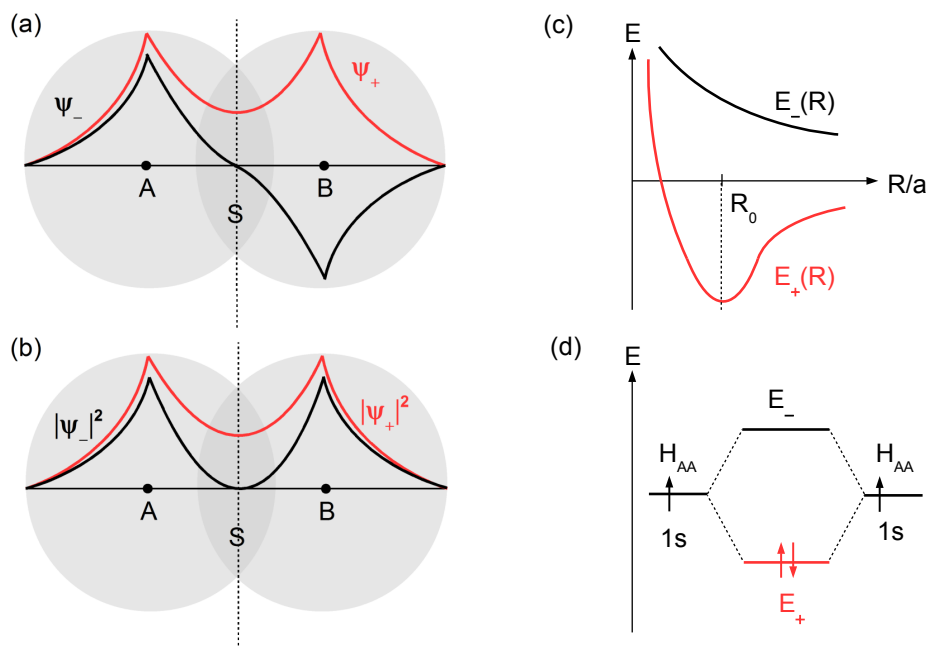 (a)
ψ₋
ψ₊
A
B
S
(b)
|ψ₋|²
|ψ₊|²
A
B
S
(c)
E
E₋(R)
R/a
R₀
E₊(R)
(d)
E
E₋
H_AA
H_AA
1s
1s
E₊